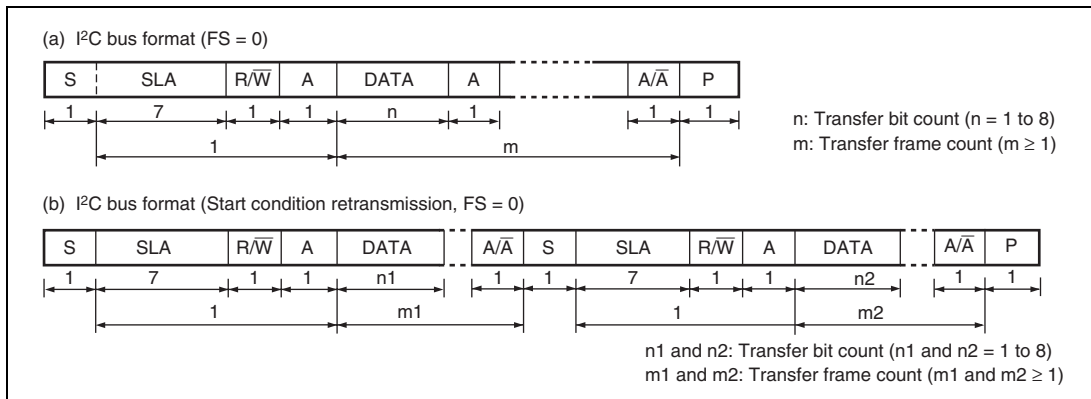 (a) I²C bus format (FS = 0)
S SLA R/W̅ A DATA A A/A̅ P
1 7 1 1 n 1 1 1
1 m
n: Transfer bit count (n = 1 to 8)
m: Transfer frame count (m ≥ 1)
(b) I²C bus format (Start condition retransmission, FS = 0)
S SLA R/W̅ A DATA A/A̅ S SLA R/W̅ A DATA A/A̅ P
1 7 1 1 n1 1 1 7 1 1 n2 1 1
1 m1 1 m2
n1 and n2: Transfer bit count (n1 and n2 = 1 to 8)
m1 and m2: Transfer frame count (m1 and m2 ≥ 1)